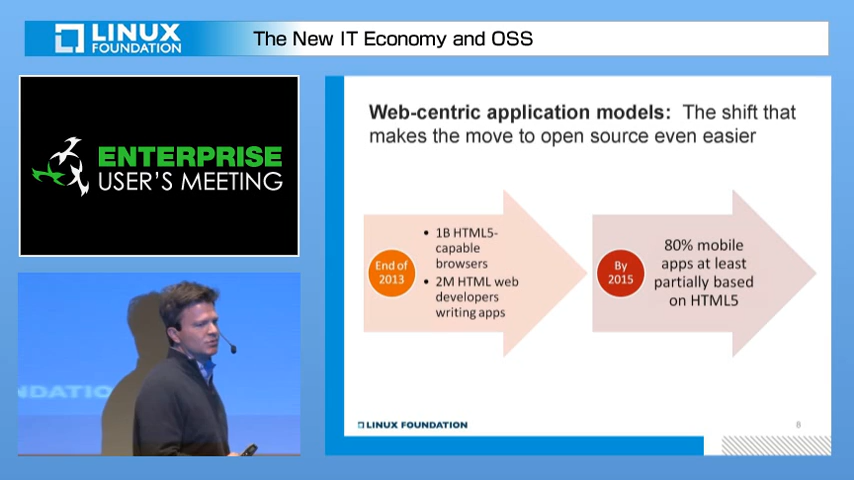 LINUX
FOUNDATION
The New IT Economy and OSS
ENTERPRISE
USER'S MEETING
NDATIO
Web-centric application models: The shift that
makes the move to open source even easier
End of
2013
• 1B HTML5-
capable
browsers
• 2M HTML web
developers
writing apps
By
2015
80% mobile
apps at least
partially based
on HTML5
LINUX FOUNDATION
8